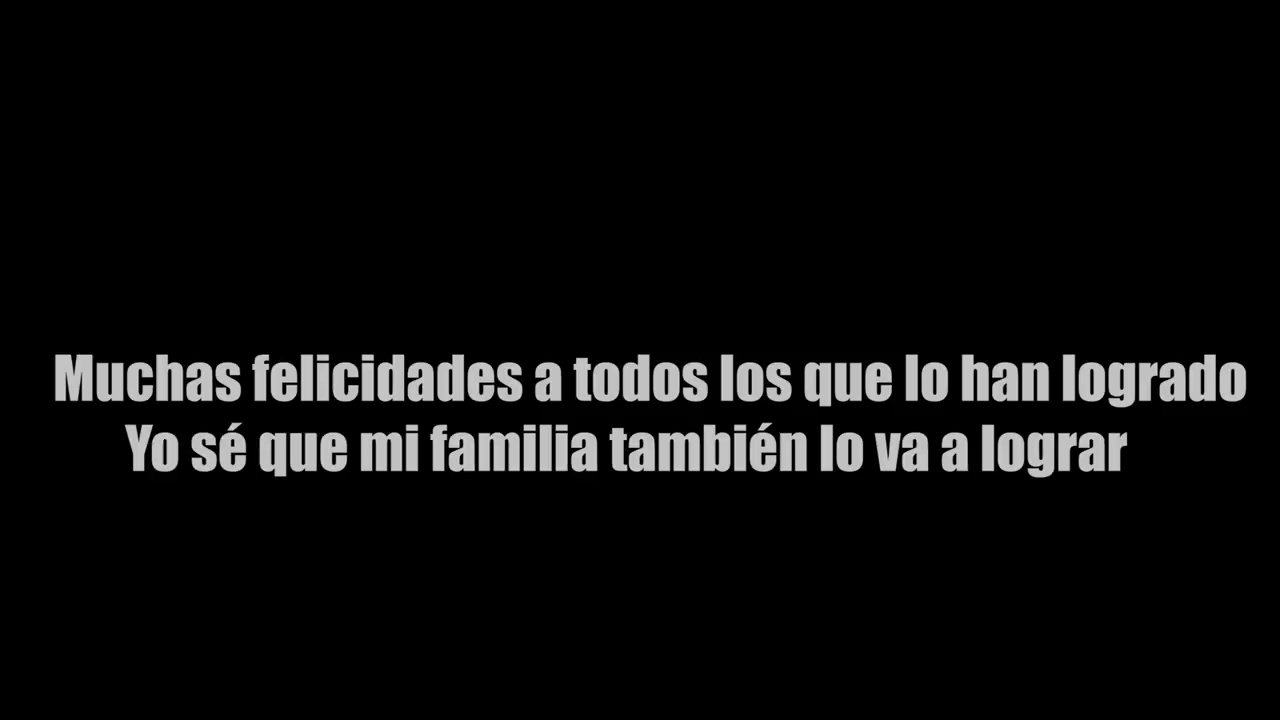 Muchas felicidades a todos los que lo han logrado
Yo sé que mi familia también lo va a lograr